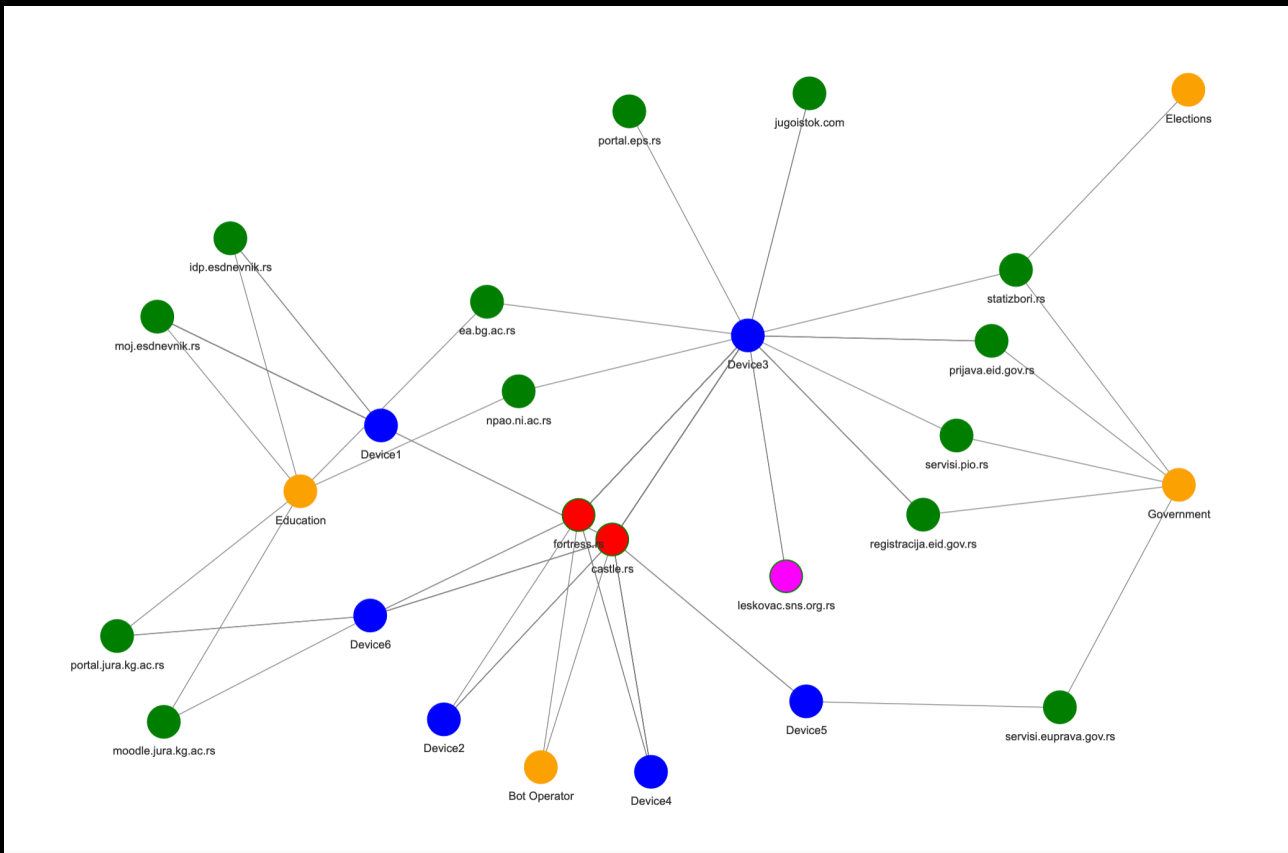 jugoistok.com
Elections
portal.eps.rs
idp.esdnevnik.rs
statizbori.rs
ea.bg.ac.rs
moj.esdnevnik.rs
Device3
prijava.eid.gov.rs
npao.ni.ac.rs
Device1
servisi.pio.rs
Government
Education
fortress.rs
registracija.eid.gov.rs
castle.rs
leskovac.sns.org.rs
Device6
portal.jura.kg.ac.rs
Device5
servisi.euprava.gov.rs
Device2
moodle.jura.kg.ac.rs
Bot Operator
Device4